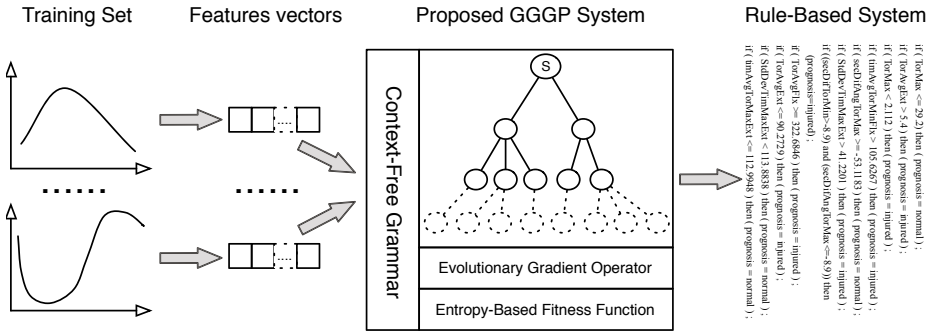 Training Set
Features vectors
Proposed GGGP System
Rule-Based System
......
......
....
....
Context-Free Grammar
S
Evolutionary Gradient Operator
Entropy-Based Fitness Function
if ( TorMax <= 29.2) then ( prognosis = normal ) ;
if ( TorAvgExt > 5.4 ) then ( prognosis = injured ) ;
if ( TorMax < 2.112 ) then ( prognosis = injured ) ;
if ( timAvgTorMinFlx > 105.6267 ) then ( prognosis = injured ) ;
if ( secDifAngTorMax >= -53.1183 ) then ( prognosis = normal ) ;
if ( StdDevTimMaxExt > 41.2201 ) then ( prognosis = injured ) ;
if ((secDifTorMin>-8.9) and (secDifAngTorMax<=-8.9 )) then
(prognosis=injured) ;
if ( TorAvgFlx >= 322.6846 ) then ( prognosis = injured ) ;
if ( TorAvgExt <= 90.2729 ) then ( prognosis = injured ) ;
if ( StdDevTimMaxExt < 113.8838 ) then ( prognosis = normal ) ;
if ( timAvgTorMaxExt <= 112.9948 ) then ( prognosis = normal ) ;